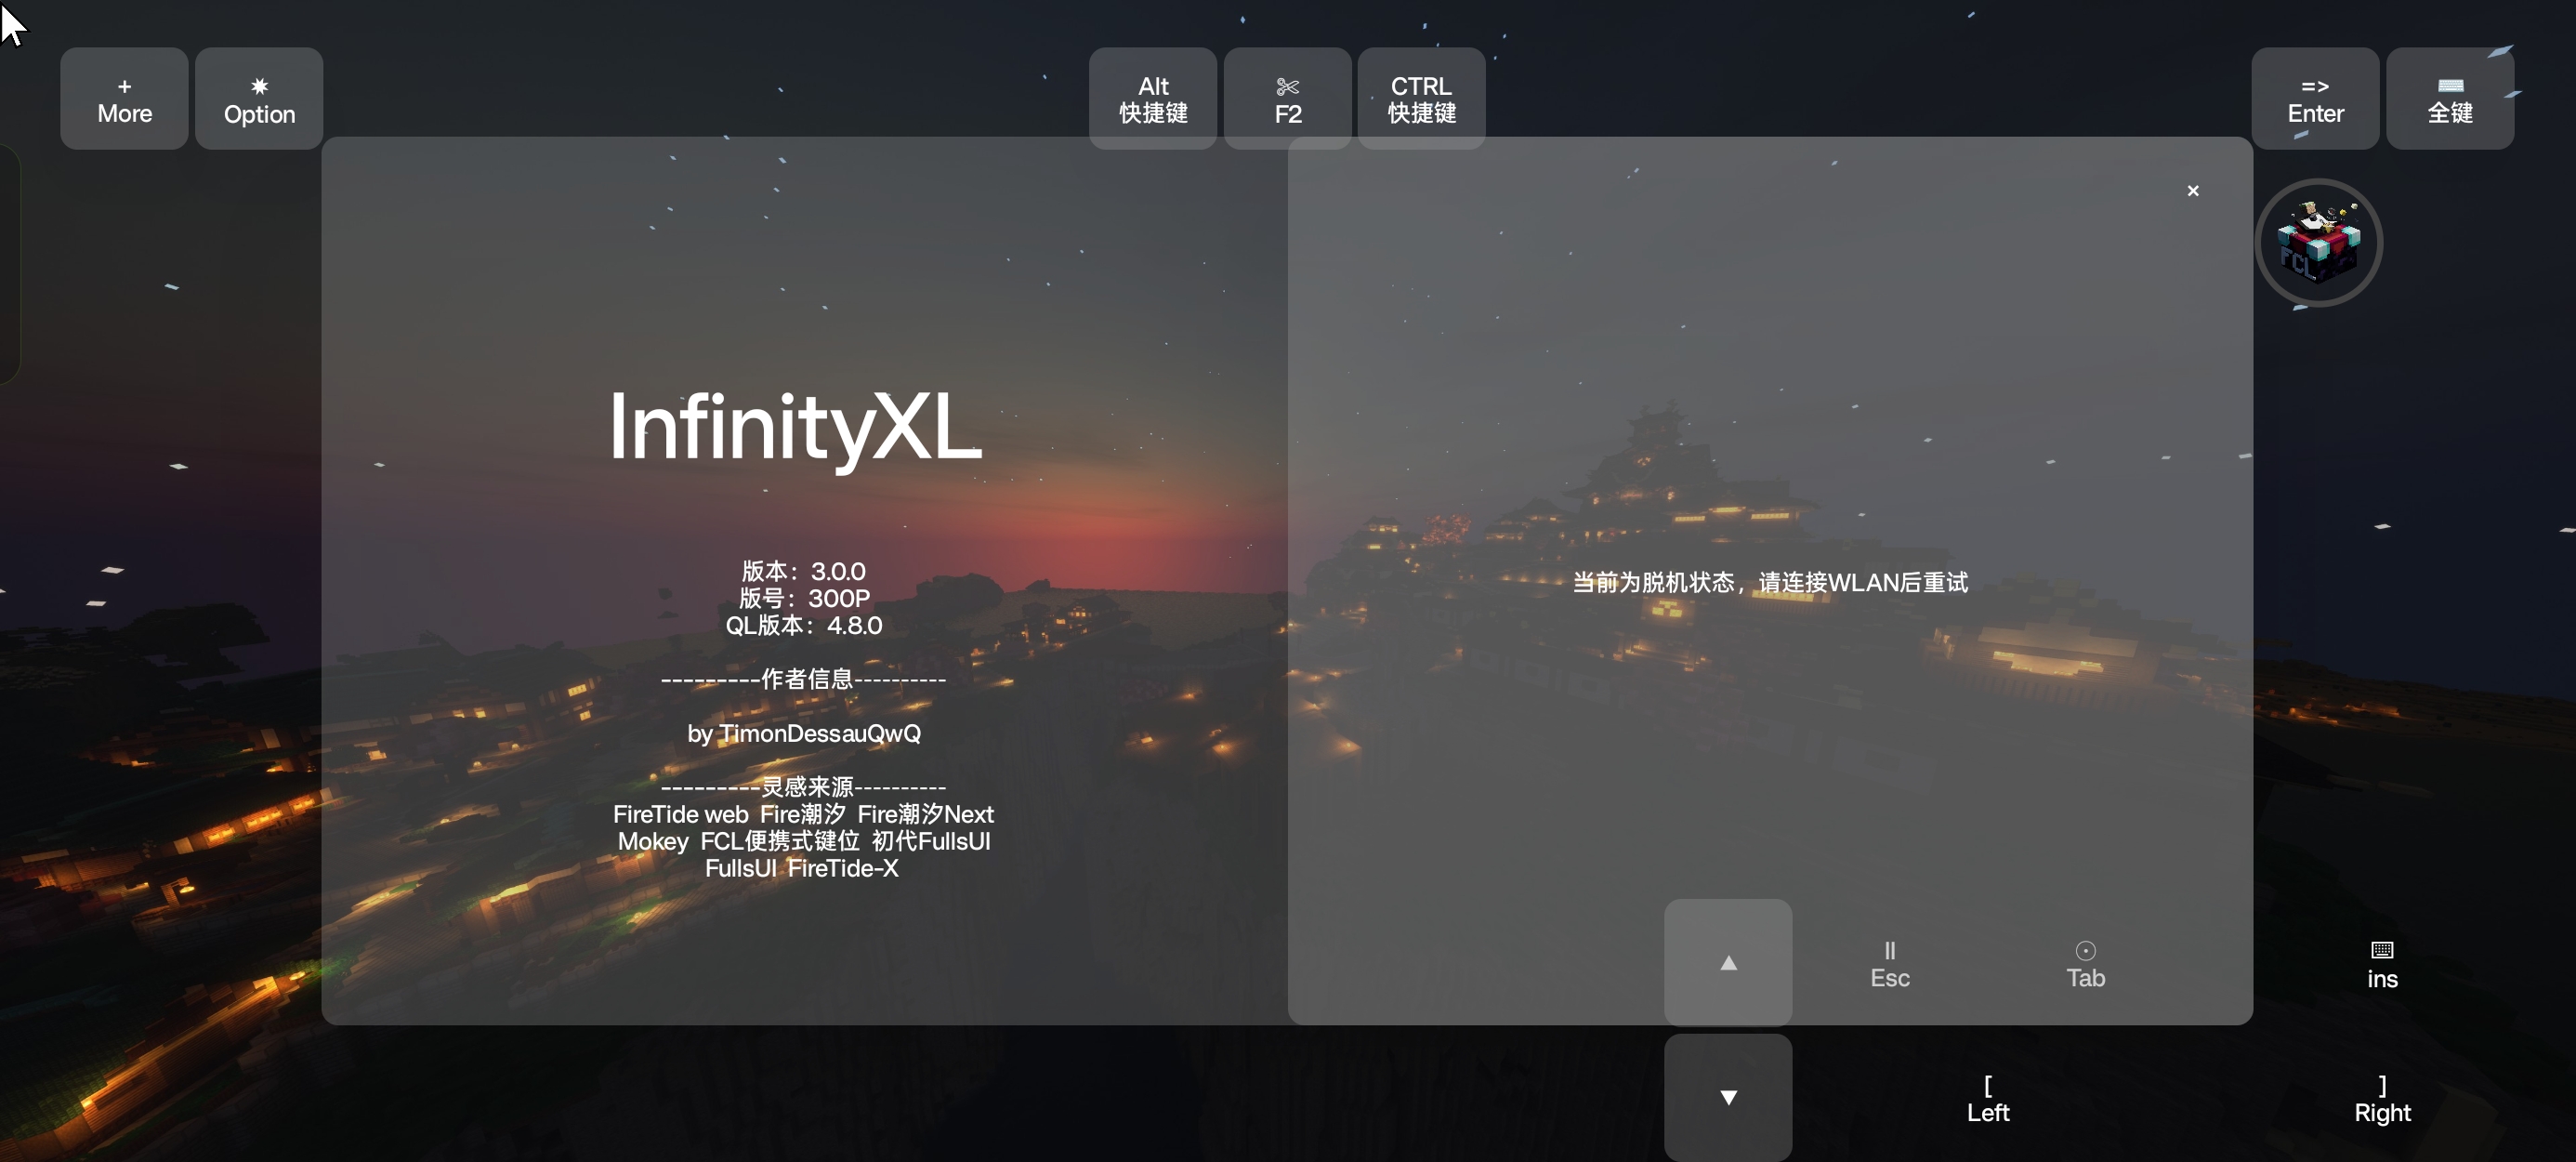 +
More
✷
Option
Alt
快捷键
✄
F2
CTRL
快捷键
=>
Enter
⌨
全键
×
FCL
InfinityXL
版本：3.0.0
版号：300P
QL版本：4.8.0
---------作者信息----------
by TimonDessauQwQ
---------灵感来源----------
FireTide web Fire潮汐 Fire潮汐Next
Mokey FCL便携式键位 初代FullsUI
FullsUI FireTide-X
当前为脱机状态，请连接WLAN后重试
▲
||
Esc
⊙
Tab
⌨
ins
▼
[
Left
]
Right